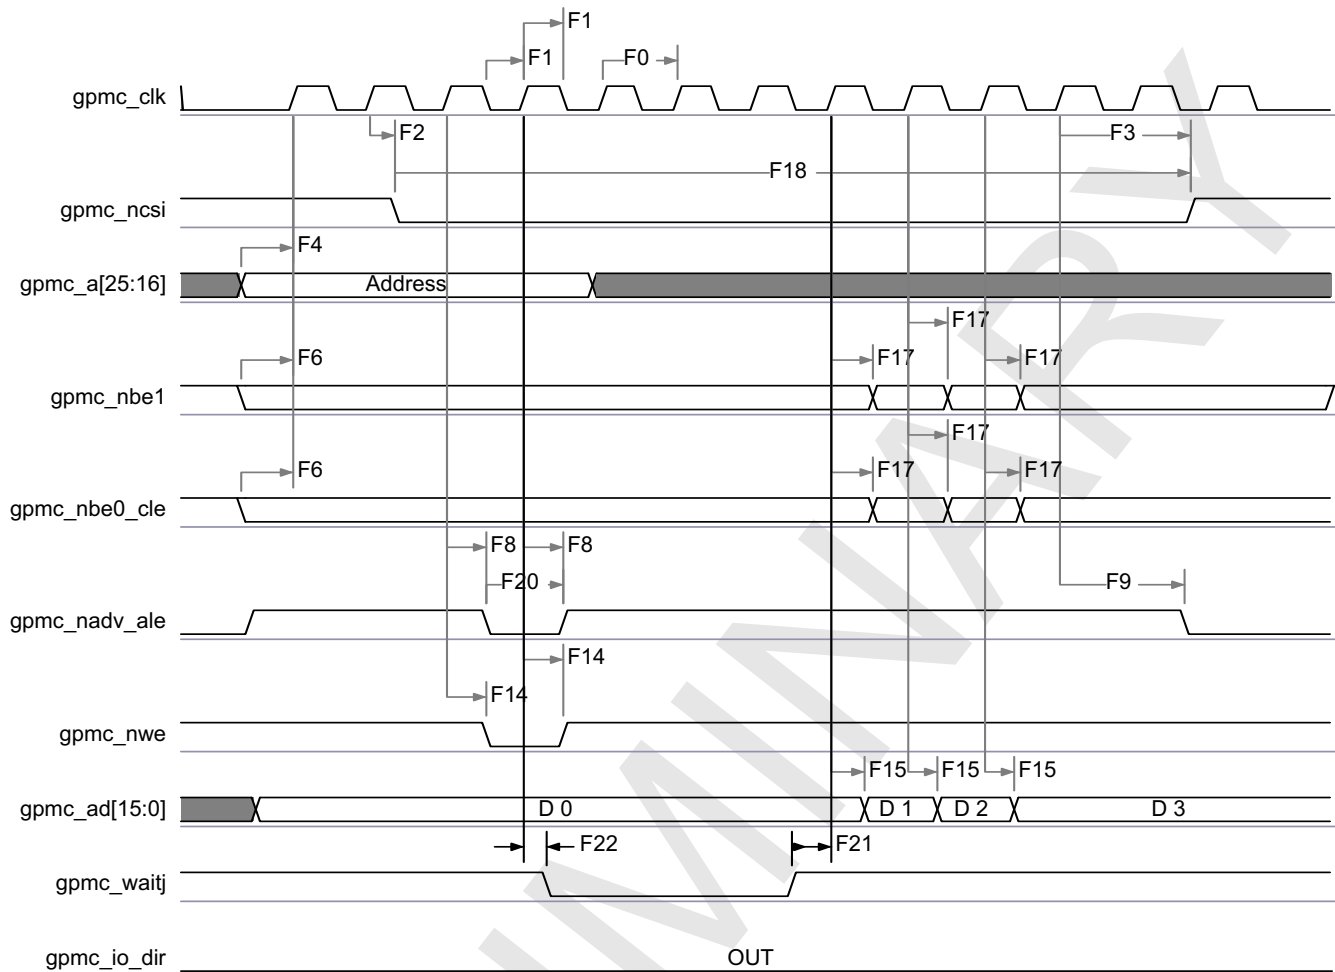 F1
F1 F0
gpmc_clk
F2 F3
F18
gpmc_ncsi
F4
gpmc_a[25:16] Address
F17
F6 F17 F17
gpmc_nbe1
F17
F6 F17 F17
gpmc_nbe0_cle
F8 F8
F20 F9
gpmc_nadv_ale
F14
F14
gpmc_nwe
F15 F15 F15
gpmc_ad[15:0] D 0 D 1 D 2 D 3
F22 F21
gpmc_waitj
gpmc_io_dir OUT